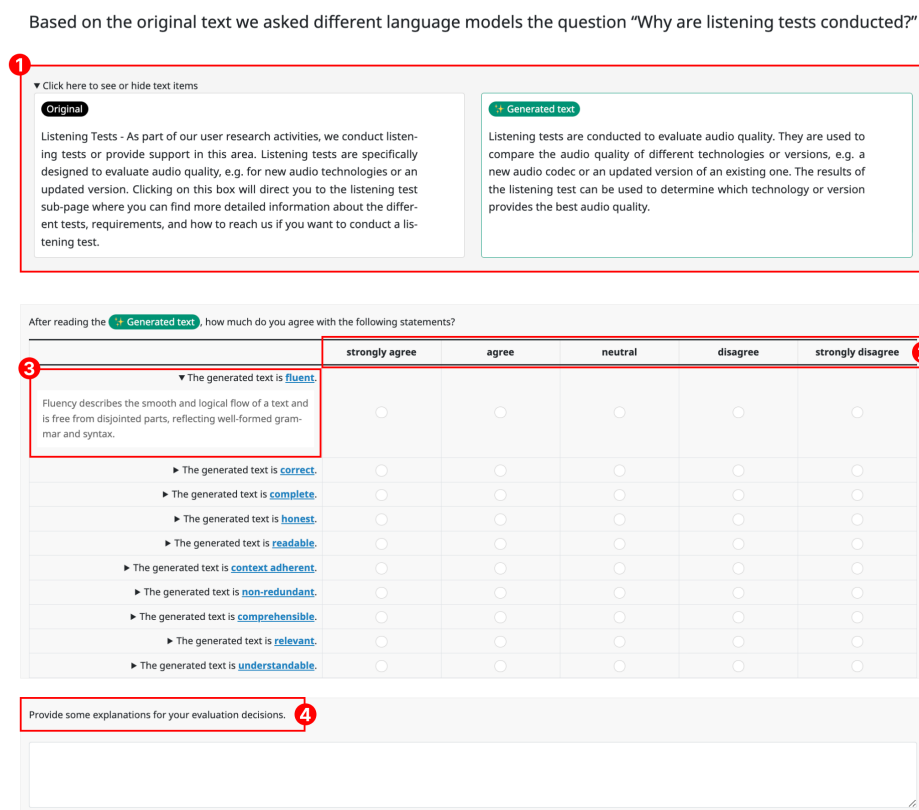 Based on the original text we asked different language models the question “Why are listening tests conducted?”
1
▼ Click here to see or hide text items
Original
Listening Tests - As part of our user research activities, we conduct listen-
ing tests or provide support in this area. Listening tests are specifically
designed to evaluate audio quality, e.g. for new audio technologies or an
updated version. Clicking on this box will direct you to the listening test
sub-page where you can find more detailed information about the differ-
ent tests, requirements, and how to reach us if you want to conduct a lis-
tening test.
✨ Generated text
Listening tests are conducted to evaluate audio quality. They are used to
compare the audio quality of different technologies or versions, e.g. a
new audio codec or an updated version of an existing one. The results of
the listening test can be used to determine which technology or version
provides the best audio quality.
After reading the ✨ Generated text, how much do you agree with the following statements?
strongly agree agree neutral disagree strongly disagree
3
▼ The generated text is fluent.
Fluency describes the smooth and logical flow of a text and
is free from disjointed parts, reflecting well-formed gram-
mar and syntax.
▶ The generated text is correct.
▶ The generated text is complete.
▶ The generated text is honest.
▶ The generated text is readable.
▶ The generated text is context adherent.
▶ The generated text is non-redundant.
▶ The generated text is comprehensible.
▶ The generated text is relevant.
▶ The generated text is understandable.
Provide some explanations for your evaluation decisions.
4